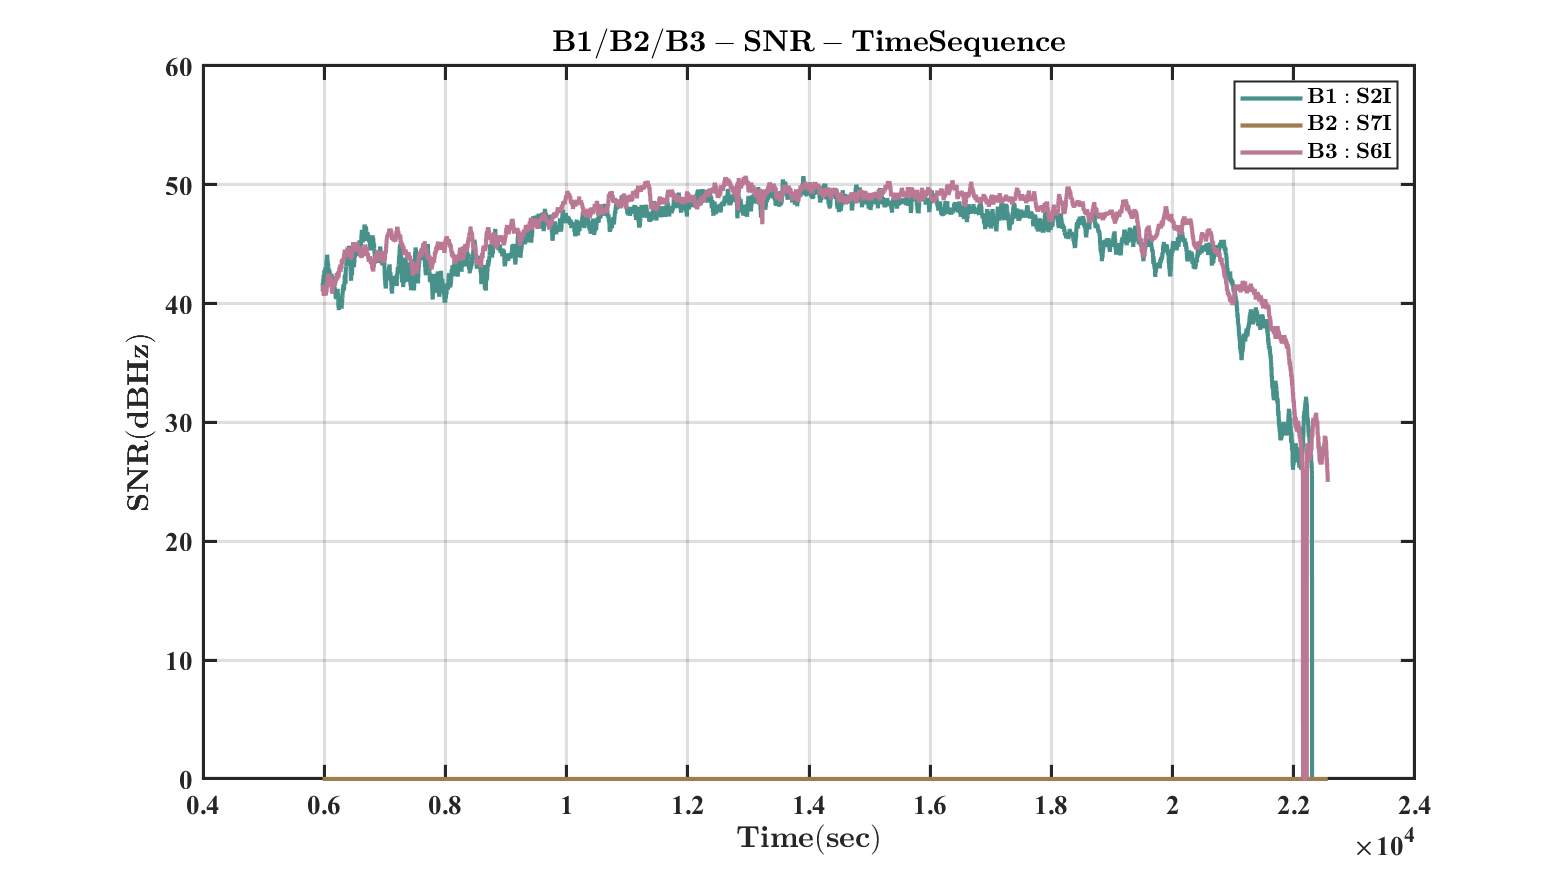 B1/B2/B3 – SNR – TimeSequence
B1 : S2I
B2 : S7I
B3 : S6I
SNR(dBHz)
60
50
40
30
20
10
0
0.4 0.6 0.8 1 1.2 1.4 1.6 1.8 2 2.2 2.4
Time(sec)
×10⁴